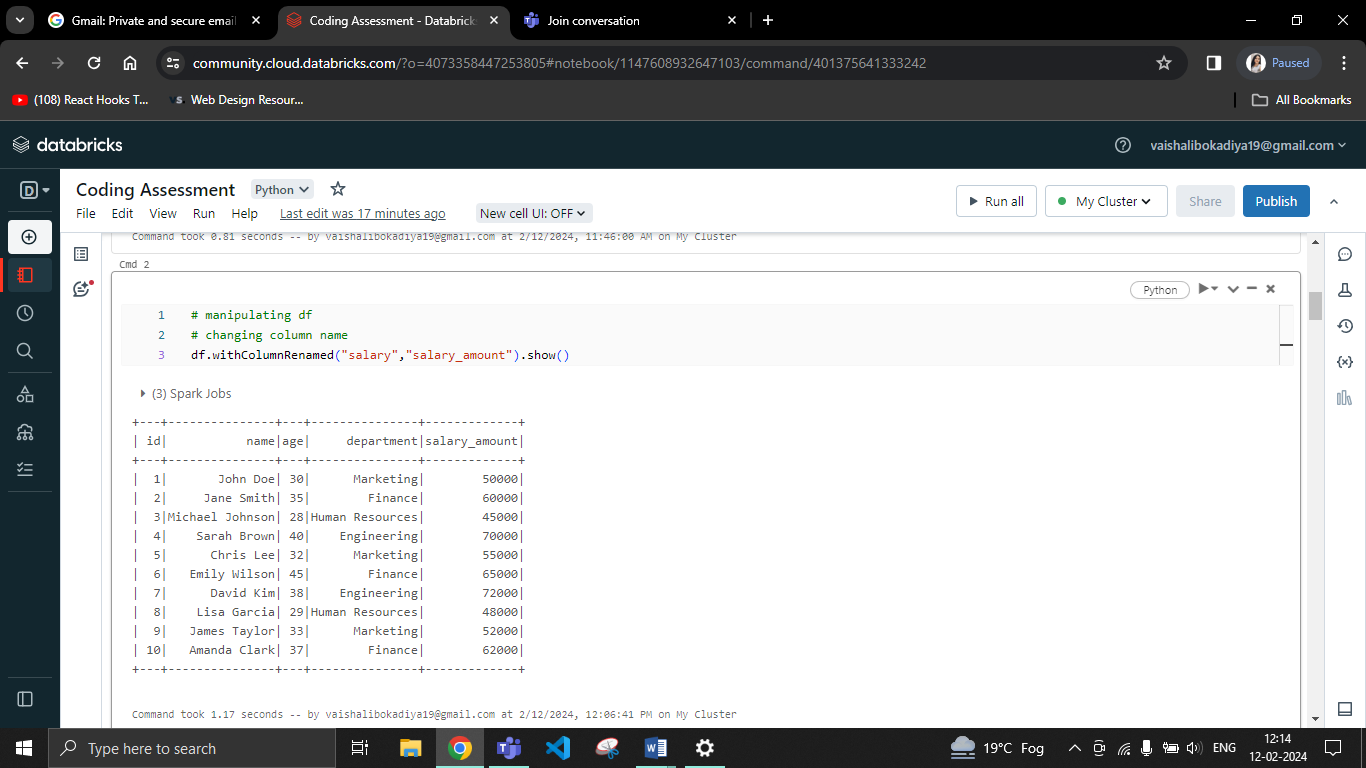 Gmail: Private and secure email
Coding Assessment - Databrick
Join conversation
community.cloud.databricks.com/?o=4073358447253805#notebook/1147608932647103/command/401375641333242
Paused
(108) React Hooks T...
VS
Web Design Resour...
All Bookmarks
databricks
vaishalibokadiya19@gmail.com
D
Coding Assessment
Python
File Edit View Run Help Last edit was 17 minutes ago New cell UI: OFF
Run all
My Cluster
Share
Publish
Command took 0.81 seconds -- by vaishalibokadiya19@gmail.com at 2/12/2024, 11:46:00 AM on My Cluster
Cmd 2
Python
1 # manipulating df
2 # changing column name
3 df.withColumnRenamed("salary","salary_amount").show()
(3) Spark Jobs
+---+---------------+---+---------------+-------------+
| id|           name|age|     department|salary_amount|
+---+---------------+---+---------------+-------------+
|  1|       John Doe| 30|      Marketing|        50000|
|  2|     Jane Smith| 35|        Finance|        60000|
|  3|Michael Johnson| 28|Human Resources|        45000|
|  4|    Sarah Brown| 40|    Engineering|        70000|
|  5|      Chris Lee| 32|      Marketing|        55000|
|  6|   Emily Wilson| 45|        Finance|        65000|
|  7|      David Kim| 38|    Engineering|        72000|
|  8|    Lisa Garcia| 29|Human Resources|        48000|
|  9|   James Taylor| 33|      Marketing|        52000|
| 10|   Amanda Clark| 37|        Finance|        62000|
+---+---------------+---+---------------+-------------+
Command took 1.17 seconds -- by vaishalibokadiya19@gmail.com at 2/12/2024, 12:06:41 PM on My Cluster
Type here to search
19°C Fog
ENG
12:14
12-02-2024